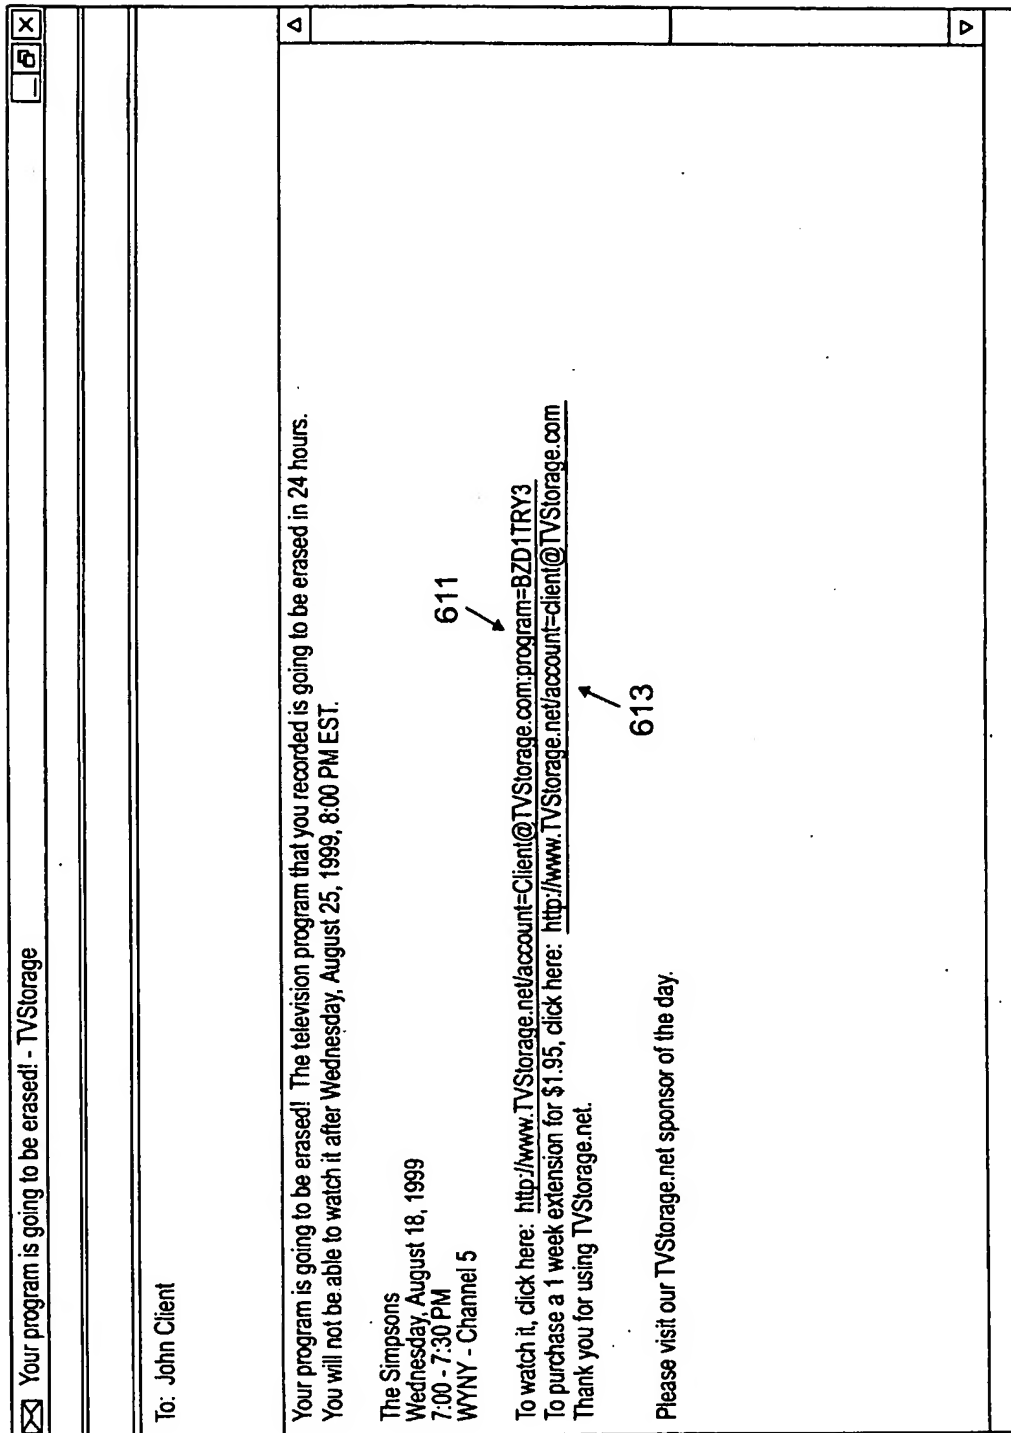 Your program is going to be erased! - TVStorage
To: John Client
Your program is going to be erased! The television program that you recorded is going to be erased in 24 hours.
You will not be able to watch it after Wednesday, August 25, 1999, 8:00 PM EST.
The Simpsons
Wednesday, August 18, 1999
7:00 - 7:30 PM
WYNY - Channel 5
611
To watch it, click here: http://www.TVStorage.net/account=Client@TVStorage.com:program=BZD1TRY3
To purchase a 1 week extension for $1.95, click here: http://www.TVStorage.net/account=client@TVStorage.com
Thank you for using TVStorage.net.
613
Please visit our TVStorage.net sponsor of the day.